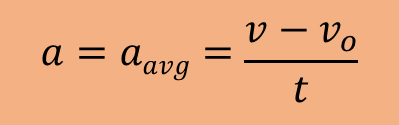 a = a_avg = (v − v_o) / t